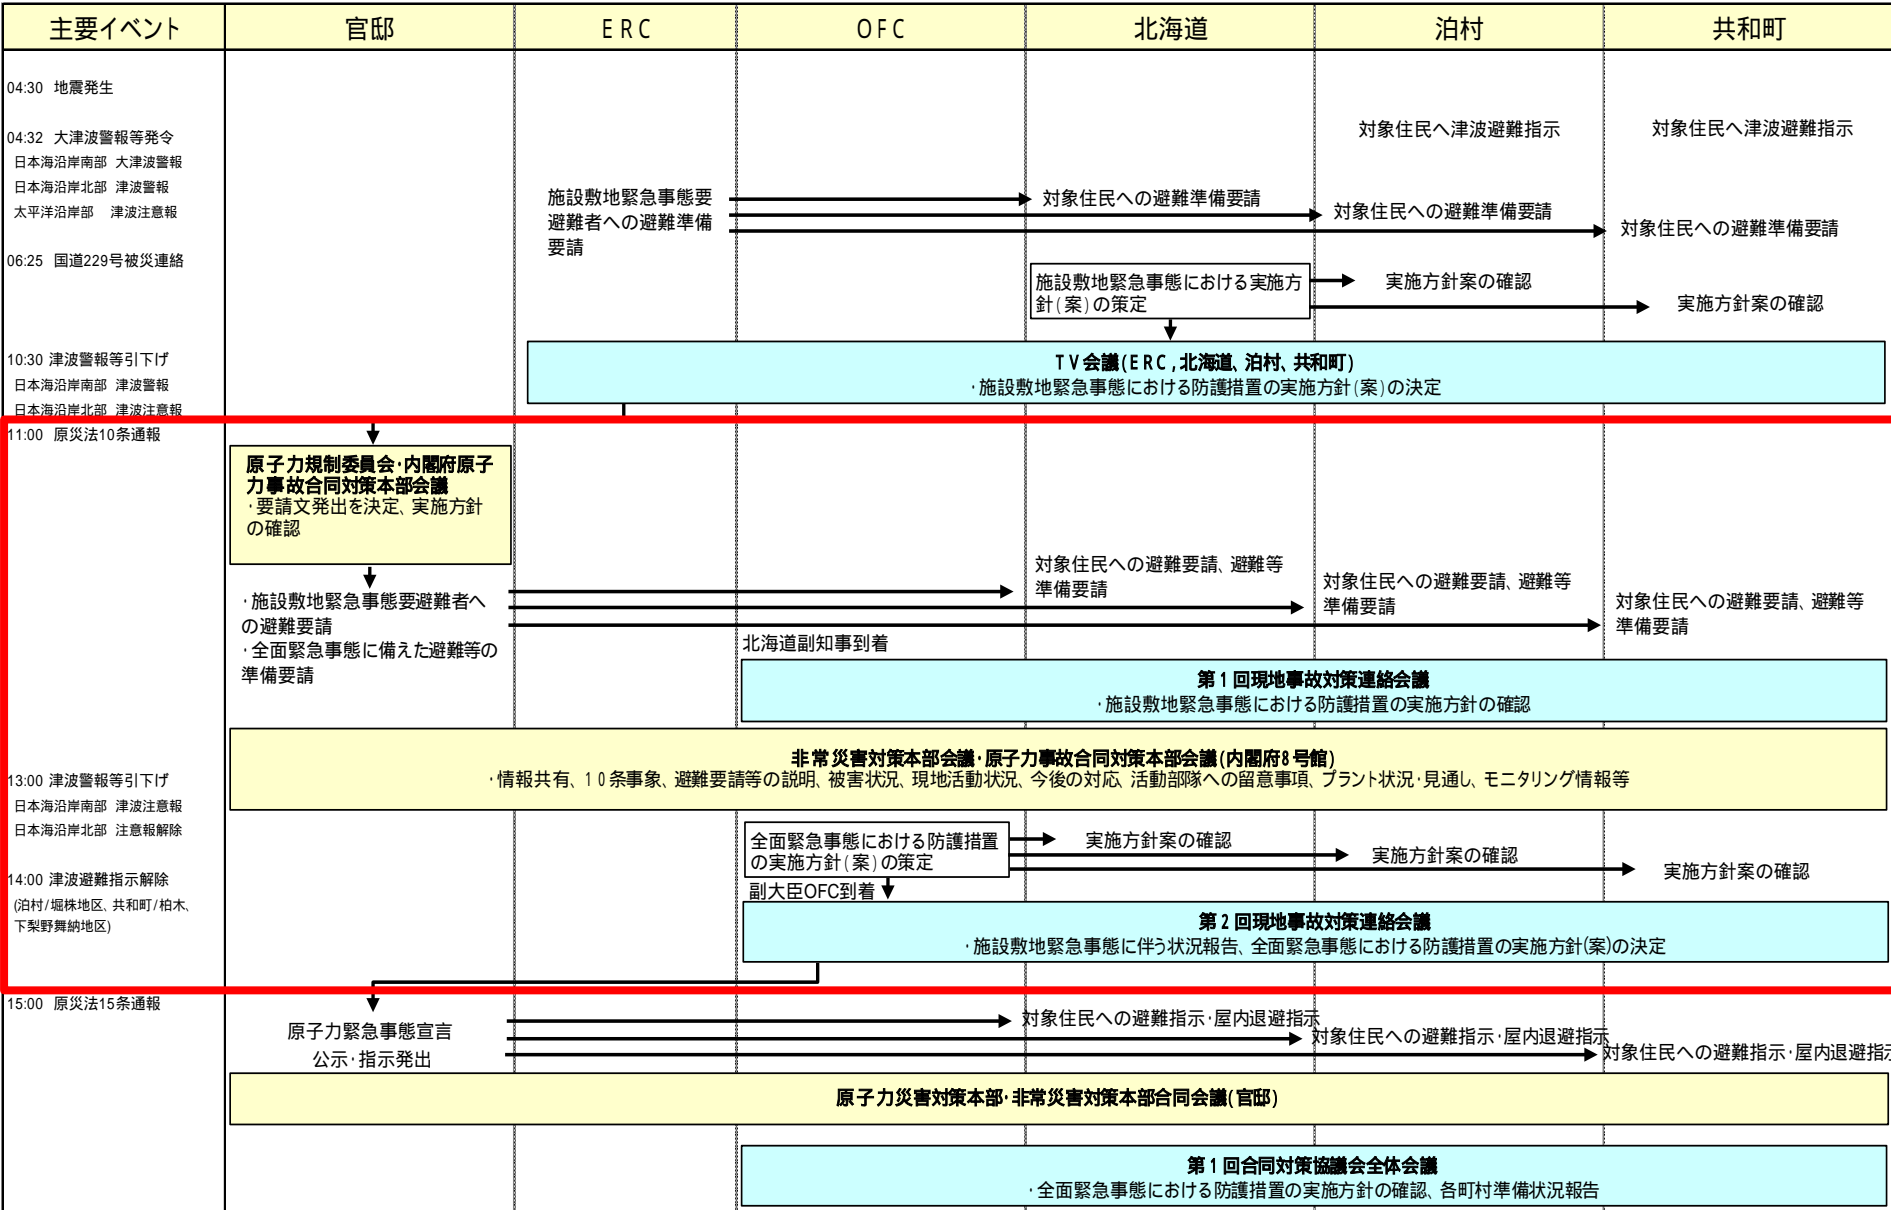 主要イベント
官邸
ERC
OFC
北海道
泊村
共和町
04:30 地震発生
04:32 大津波警報等発令
日本海沿岸南部 大津波警報
日本海沿岸北部 津波警報
太平洋沿岸部 津波注意報
対象住民へ津波避難指示
対象住民へ津波避難指示
施設敷地緊急事態要
避難者への避難準備
要請
対象住民への避難準備要請
対象住民への避難準備要請
対象住民への避難準備要請
06:25 国道229号被災連絡
施設敷地緊急事態における実施方
針(案)の策定
実施方針案の確認
実施方針案の確認
10:30 津波警報等引下げ
日本海沿岸南部 津波警報
日本海沿岸北部 津波注意報
TV会議(ERC,北海道、泊村、共和町)
・施設敷地緊急事態における防護措置の実施方針(案)の決定
11:00 原災法10条通報
原子力規制委員会・内閣府原子
力事故合同対策本部会議
・要請文発出を決定、実施方針
の確認
・施設敷地緊急事態要避難者へ
の避難要請
・全面緊急事態に備えた避難等の
準備要請
対象住民への避難要請、避難等
準備要請
対象住民への避難要請、避難等
準備要請
対象住民への避難要請、避難等
準備要請
北海道副知事到着
第1回現地事故対策連絡会議
・施設敷地緊急事態における防護措置の実施方針の確認
非常災害対策本部会議・原子力事故合同対策本部会議(内閣府8号館)
・情報共有、10条事象、避難要請等の説明、被害状況、現地活動状況、今後の対応、活動部隊への留意事項、プラント状況・見通し、モニタリング情報等
13:00 津波警報等引下げ
日本海沿岸南部 津波注意報
日本海沿岸北部 注意報解除
全面緊急事態における防護措置
の実施方針(案)の策定
実施方針案の確認
実施方針案の確認
実施方針案の確認
14:00 津波避難指示解除
(泊村/堀株地区、共和町/柏木、
下梨野舞納地区)
副大臣OFC到着
第2回現地事故対策連絡会議
・施設敷地緊急事態に伴う状況報告、全面緊急事態における防護措置の実施方針(案)の決定
15:00 原災法15条通報
原子力緊急事態宣言
公示・指示発出
対象住民への避難指示・屋内退避指示
対象住民への避難指示・屋内退避指示
対象住民への避難指示・屋内退避指示
原子力災害対策本部・非常災害対策本部合同会議(官邸)
第1回合同対策協議会全体会議
・全面緊急事態における防護措置の実施方針の確認、各町村準備状況報告